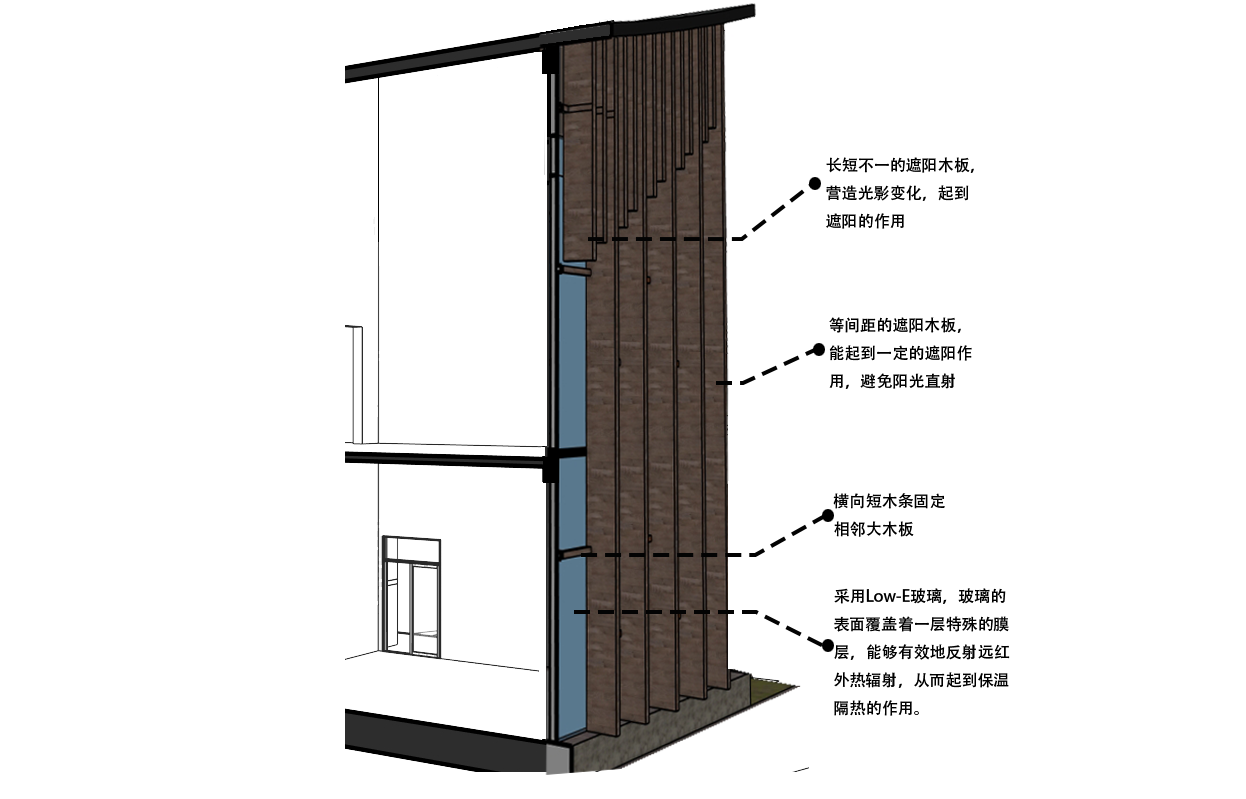 长短不一的遮阳木板，
营造光影变化，起到
遮阳的作用
等间距的遮阳木板，
能起到一定的遮阳作
用，避免阳光直射
横向短木条固定
相邻大木板
采用Low-E玻璃，玻璃的
表面覆盖着一层特殊的膜
层，能够有效地反射远红
外热辐射，从而起到保温
隔热的作用。